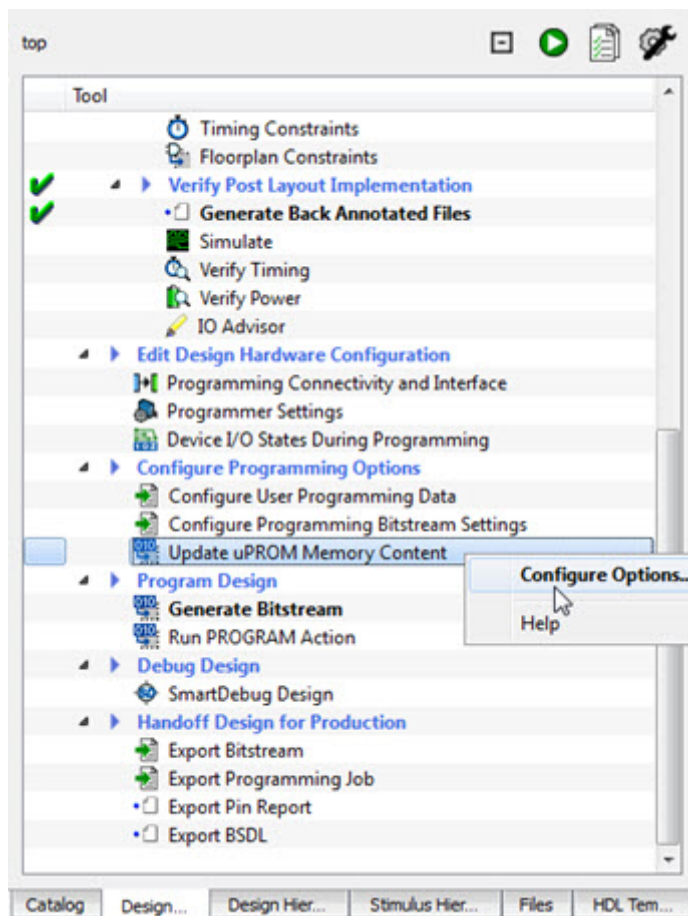 top
Tool
Timing Constraints
Floorplan Constraints
Verify Post Layout Implementation
Generate Back Annotated Files
Simulate
Verify Timing
Verify Power
IO Advisor
Edit Design Hardware Configuration
Programming Connectivity and Interface
Programmer Settings
Device I/O States During Programming
Configure Programming Options
Configure User Programming Data
Configure Programming Bitstream Settings
Update uPROM Memory Content
Configure Options...
Program Design
Generate Bitstream
Help
Run PROGRAM Action
Debug Design
SmartDebug Design
Handoff Design for Production
Export Bitstream
Export Programming Job
Export Pin Report
Export BSDL
Catalog Design... Design Hier... Stimulus Hier... Files HDL Tem...